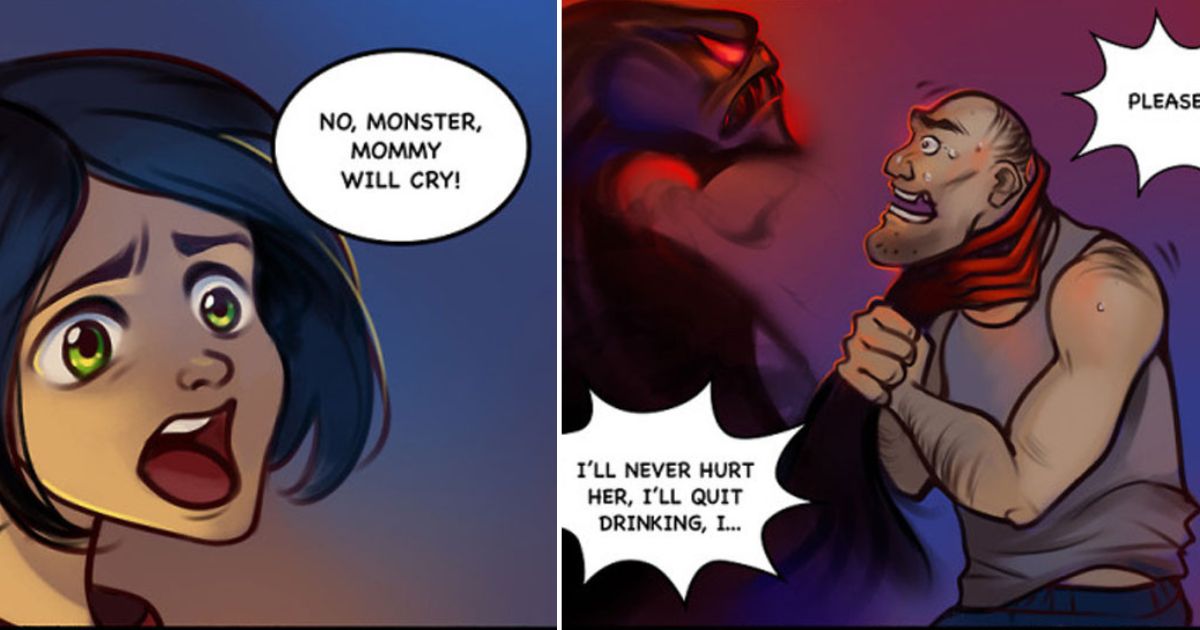 NO, MONSTER,
MOMMY
WILL CRY!
PLEASE
I'LL NEVER HURT
HER, I'LL QUIT
DRINKING, I...